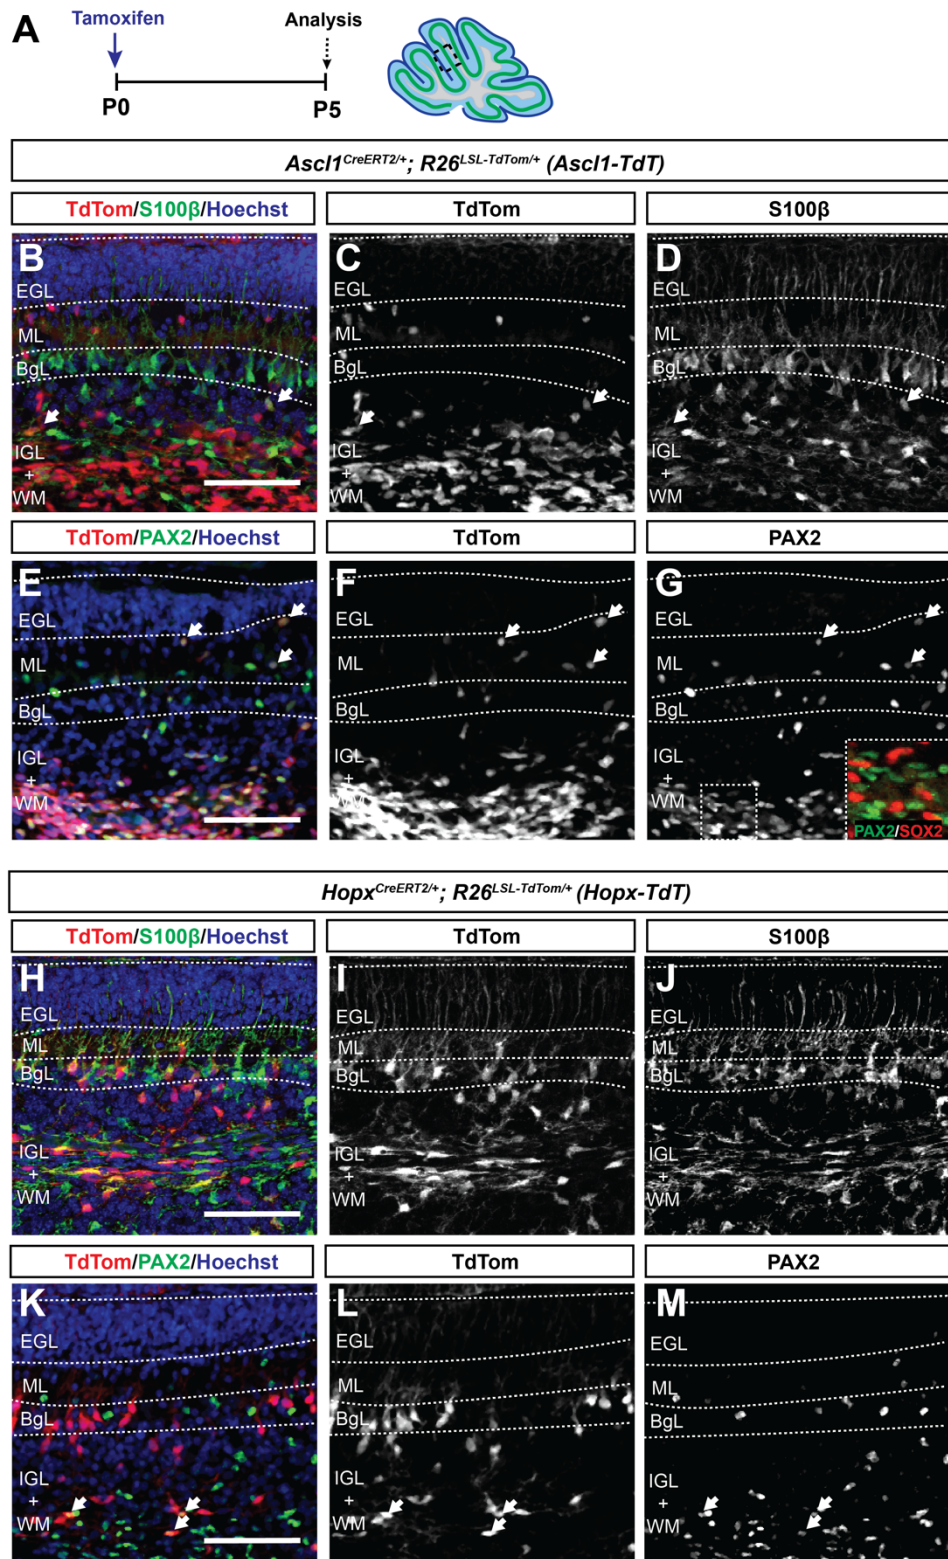 A
Tamoxifen
Analysis
P0
P5
Ascl1CreERT2/+; R26LSL-TdTom/+ (Ascl1-TdT)
TdTom/S100β/Hoechst
TdTom
S100β
B
EGL
ML
BgL
IGL
+
WM
C
EGL
ML
BgL
IGL
+
WM
D
EGL
ML
BgL
IGL
+
WM
TdTom/PAX2/Hoechst
TdTom
PAX2
E
EGL
ML
BgL
IGL
+
WM
F
EGL
ML
BgL
IGL
+
WM
G
EGL
ML
BgL
IGL
+
WM
PAX2/SOX2
HopxCreERT2/+; R26LSL-TdTom/+ (Hopx-TdT)
TdTom/S100β/Hoechst
TdTom
S100β
H
EGL
ML
BgL
IGL
+
WM
I
EGL
ML
BgL
IGL
+
WM
J
EGL
ML
BgL
IGL
+
WM
TdTom/PAX2/Hoechst
TdTom
PAX2
K
EGL
ML
BgL
IGL
+
WM
L
EGL
ML
BgL
IGL
+
WM
M
EGL
ML
BgL
IGL
+
WM